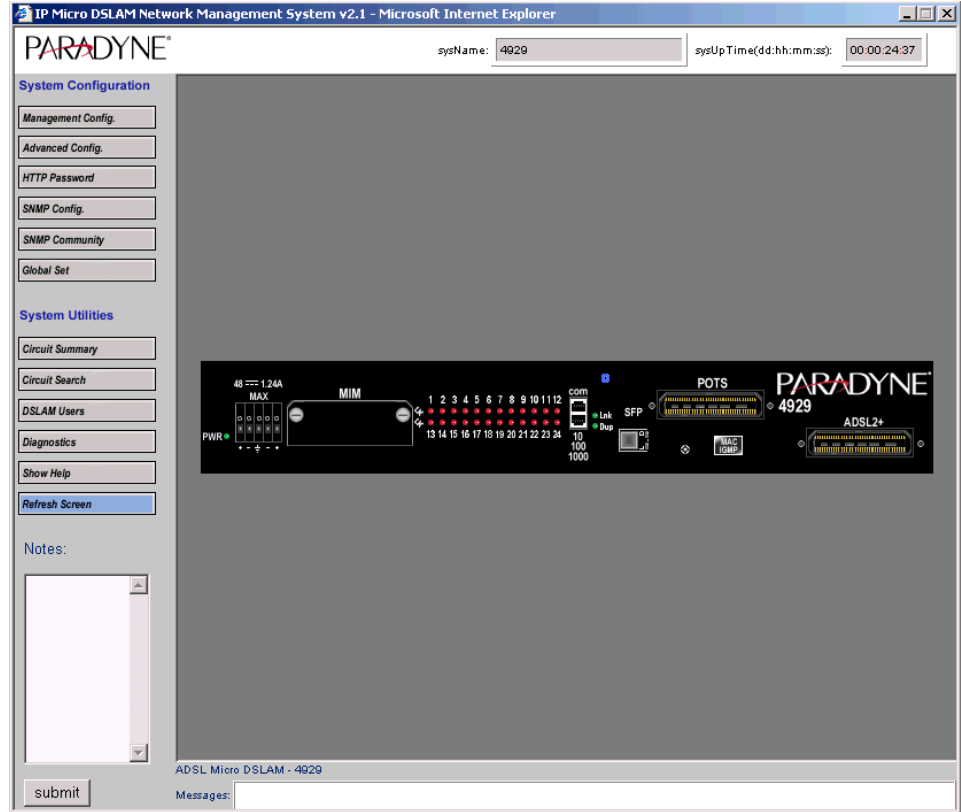 IP Micro DSLAM Network Management System v2.1 - Microsoft Internet Explorer
PARADYNE®
sysName: 4929
sysUpTime(dd:hh:mm:ss): 00:00:24:37
System Configuration
Management Config.
Advanced Config.
HTTP Password
SNMP Config.
SNMP Community
Global Set
System Utilities
Circuit Summary
Circuit Search
DSLAM Users
Diagnostics
Show Help
Refresh Screen
Notes:
submit
48 1.24A
MAX
PWR
+ - + -
MIM
1 2 3 4 5 6 7 8 9 10 11 12
13 14 15 16 17 18 19 20 21 22 23 24
com
10
100
1000
Lnk
Dup
SFP
MAC
IGMP
POTS
PARADYNE
4929
ADSL2+
ADSL Micro DSLAM - 4929
Messages: